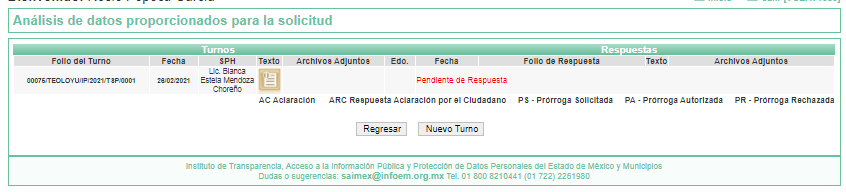 Análisis de datos proporcionados para la solicitud
Turnos Respuestas
Folio del Turno Fecha SPH Texto Archivos Adjuntos Edo. Fecha Folio de Respuesta Texto Archivos Adjuntos
00075/TEOLOYU/IP/2021/TSP/0001 26/02/2021 Lic. Blanca Estela Mendoza Choreño Pendiente de Respuesta
AC Aclaración ARC Respuesta Aclaración por el Ciudadano PS - Prórroga Solicitada PA - Prórroga Autorizada PR - Prórroga Rechazada
Regresar Nuevo Turno
Instituto de Transparencia, Acceso a la Información Pública y Protección de Datos Personales del Estado de México y Municipios
Dudas o sugerencias: saimex@infoem.org.mx Tel. 01 800 8210441 (01 722) 2261980